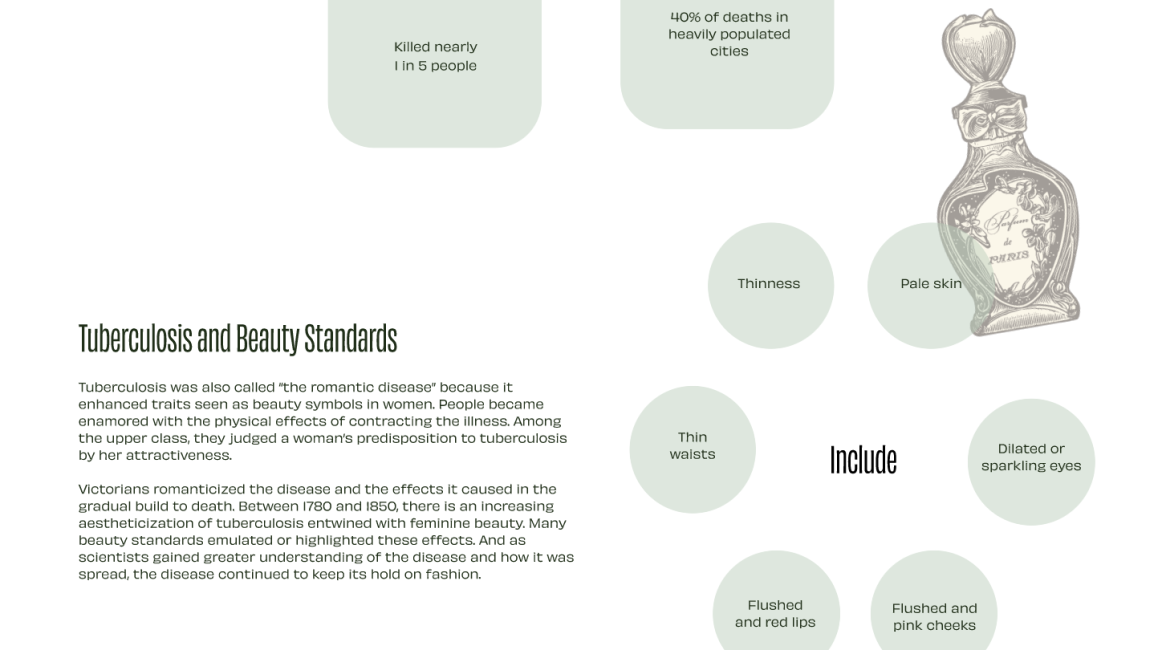 Killed nearly
1 in 5 people
40% of deaths in
heavily populated
cities
Parfum
de
PARIS
Thinness
Pale skin
Tuberculosis and Beauty Standards
Tuberculosis was also called "the romantic disease" because it
enhanced traits seen as beauty symbols in women. People became
enamored with the physical effects of contracting the illness. Among
the upper class, they judged a woman's predisposition to tuberculosis
by her attractiveness.
Victorians romanticized the disease and the effects it caused in the
gradual build to death. Between 1780 and 1850, there is an increasing
aestheticization of tuberculosis entwined with feminine beauty. Many
beauty standards emulated or highlighted these effects. And as
scientists gained greater understanding of the disease and how it was
spread, the disease continued to keep its hold on fashion.
Thin
waists
Include
Dilated or
sparkling eyes
Flushed
and red lips
Flushed and
pink cheeks